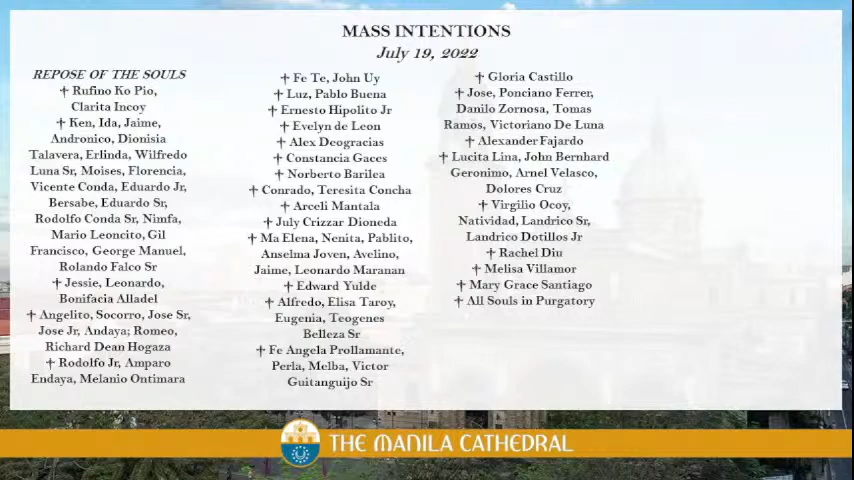 MASS INTENTIONS
July 19, 2022
REPOSE OF THE SOULS
† Rufino Ko Pio,
Clarita Incoy
† Ken, Ida, Jaime,
Andronico, Dionisia
Talavera, Erlinda, Wilfredo
Luna Sr, Moises, Florencia,
Vicente Conda, Eduardo Jr,
Bersabe, Eduardo Sr,
Rodolfo Conda Sr, Nimfa,
Mario Leoncito, Gil
Francisco, George Manuel,
Rolando Falco Sr
† Jessie, Leonardo,
Bonifacia Alladel
† Angelito, Socorro, Jose Sr,
Jose Jr, Andaya; Romeo,
Richard Dean Hogaza
† Rodolfo Jr, Amparo
Endaya, Melanio Ontimara
† Fe Te, John Uy
† Luz, Pablo Buena
† Ernesto Hipolito Jr
† Evelyn de Leon
† Alex Deogracias
† Constancia Gaces
† Norberto Barilea
† Conrado, Teresita Concha
† Arceli Mantala
† July Crizzar Dioneda
† Ma Elena, Nenita, Pablito,
Anselma Joven, Avelino,
Jaime, Leonardo Maranan
† Edward Yulde
† Alfredo, Elisa Taroy,
Eugenia, Teogenes
Belleza Sr
† Fe Angela Prollamante,
Perla, Melba, Victor
Guitanguijo Sr
† Gloria Castillo
† Jose, Ponciano Ferrer,
Danilo Zornosa, Tomas
Ramos, Victoriano De Luna
† Alexander Fajardo
† Lucita Lina, John Bernhard
Geronimo, Arnel Velasco,
Dolores Cruz
† Virgilio Ocoy,
Natividad, Landrico Sr,
Landrico Dotillos Jr
† Rachel Diu
† Melisa Villamor
† Mary Grace Santiago
† All Souls in Purgatory
THE MANILA CATHEDRAL